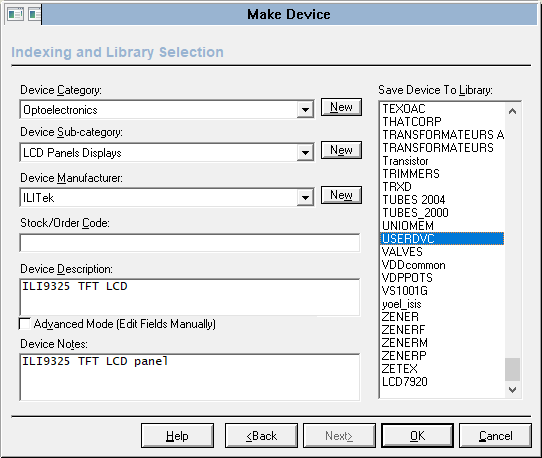 Make Device
Indexing and Library Selection
Device Category:
Optoelectronics
New
Device Sub-category:
LCD Panels Displays
New
Device Manufacturer:
ILITek
New
Stock/Order Code:
Device Description:
ILI9325 TFT LCD
Advanced Mode (Edit Fields Manually)
Device Notes:
ILI9325 TFT LCD panel
Save Device To Library:
TEXOAC
THATCORP
TRANSFORMATEURS A
TRANSFORMATEURS
Transistor
TRIMMERS
TRXD
TUBES 2004
TUBES_2000
UNIOMEM
USERDVC
VALVES
VDDcommon
VDPPOTS
VS1001G
yoel_isis
ZENER
ZENERF
ZENERM
ZENERP
ZETEX
LCD7920
Help
<Back
Next>
OK
Cancel